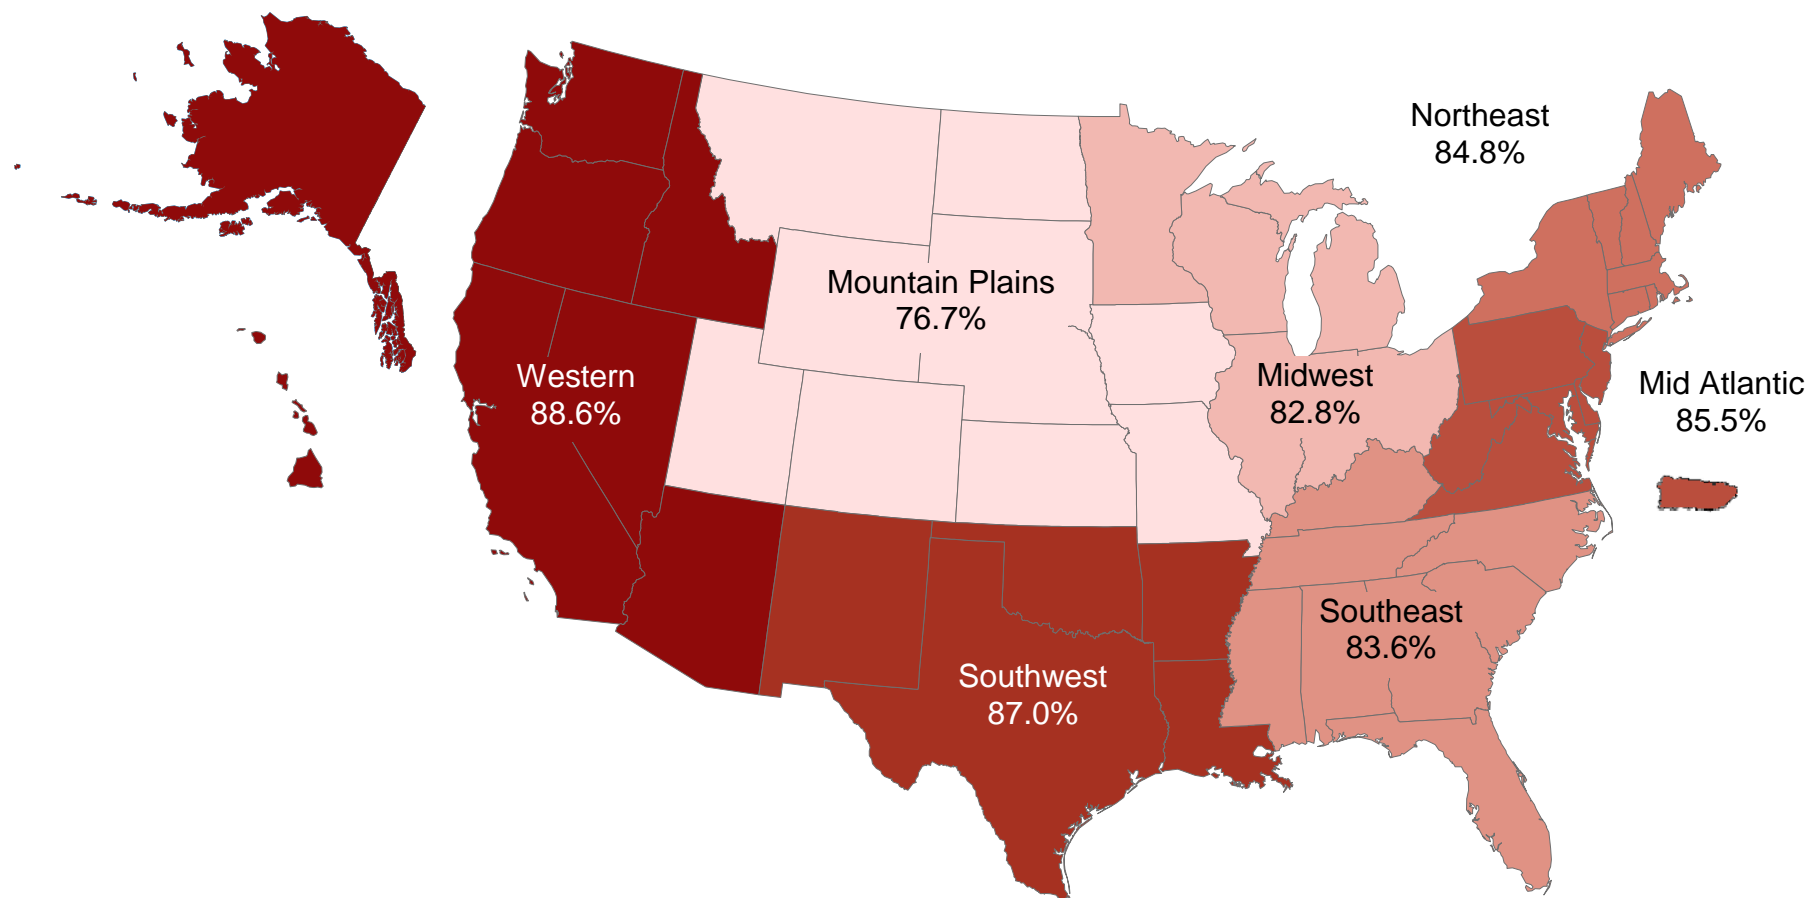 Northeast
84.8%
Mountain Plains
76.7%
Western
88.6%
Midwest
82.8%
Mid Atlantic
85.5%
Southeast
83.6%
Southwest
87.0%